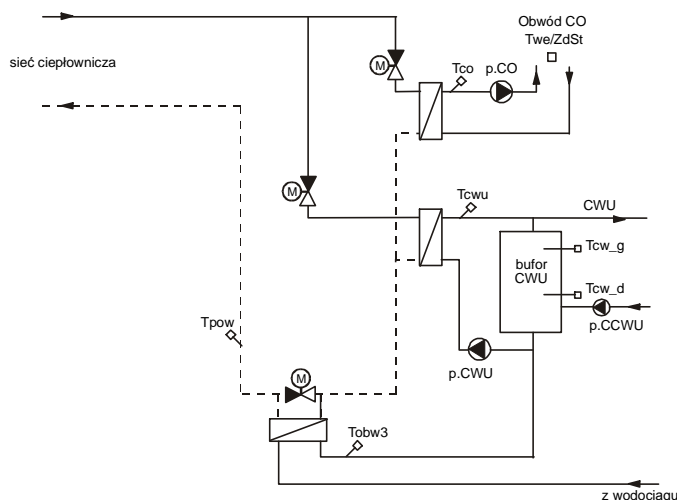 Obwód CO
Twe/ZdSt
sieć ciepłownicza
M
Tco
p.CO
M
Tcwu
CWU
bufor
CWU
Tcw_g
Tcw_d
p.CCWU
Tpow
p.CWU
M
Tobw3
z wodociągu